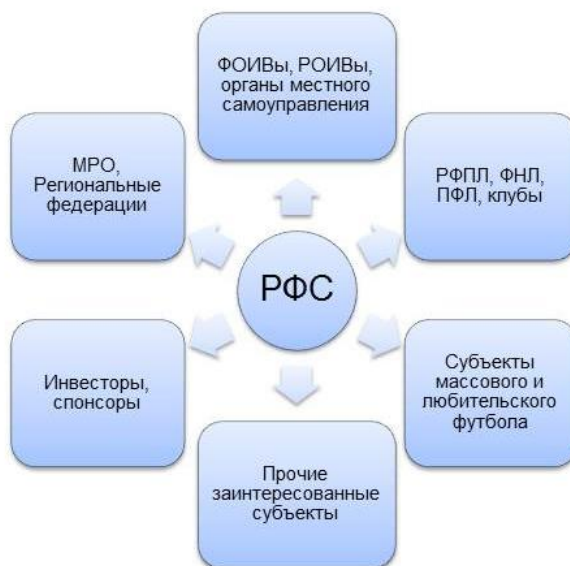 ФОИВы, РОИВы,
органы местного
самоуправления
МРО,
Региональные
федерации
РФПЛ, ФНЛ,
ПФЛ, клубы
РФС
Инвесторы,
спонсоры
Субъекты
массового и
любительского
футбола
Прочие
заинтересованные
субъекты